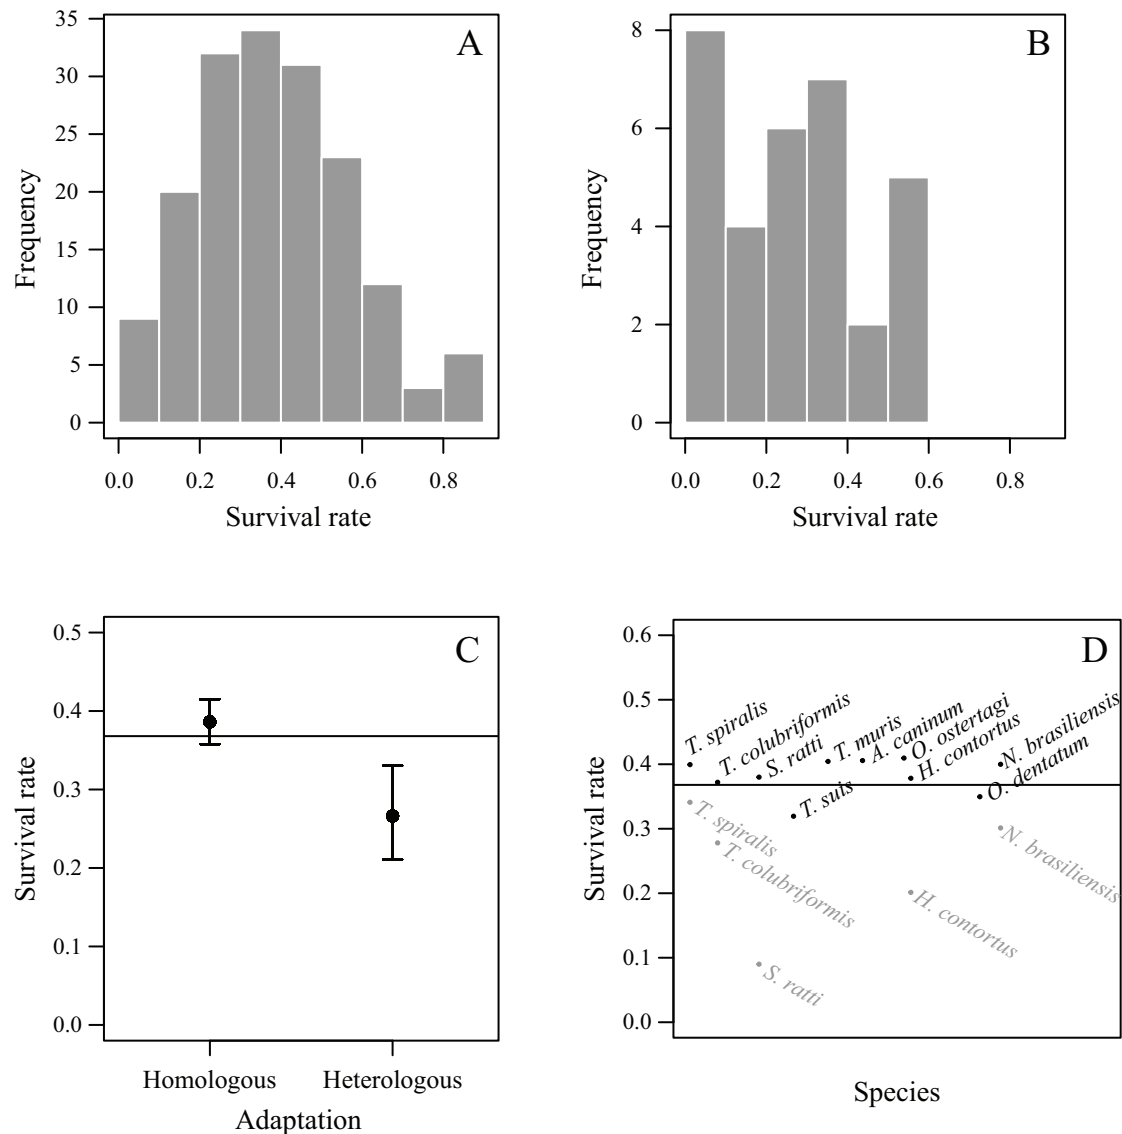 A
35
30
25
20
15
10
5
0
Frequency
0.0 0.2 0.4 0.6 0.8
Survival rate
B
8
6
4
2
0
Frequency
0.0 0.2 0.4 0.6 0.8
Survival rate
C
0.5
0.4
0.3
0.2
0.1
0.0
Survival rate
Homologous Heterologous
Adaptation
D
0.6
0.5
0.4
0.3
0.2
0.1
0.0
Survival rate
T. spiralis
T. colubriformis
S. ratti
T. suis
T. muris
A. caninum
O. ostertagi
H. contortus
O. dentatum
N. brasiliensis
T. spiralis
T. colubriformis
S. ratti
H. contortus
N. brasiliensis
Species